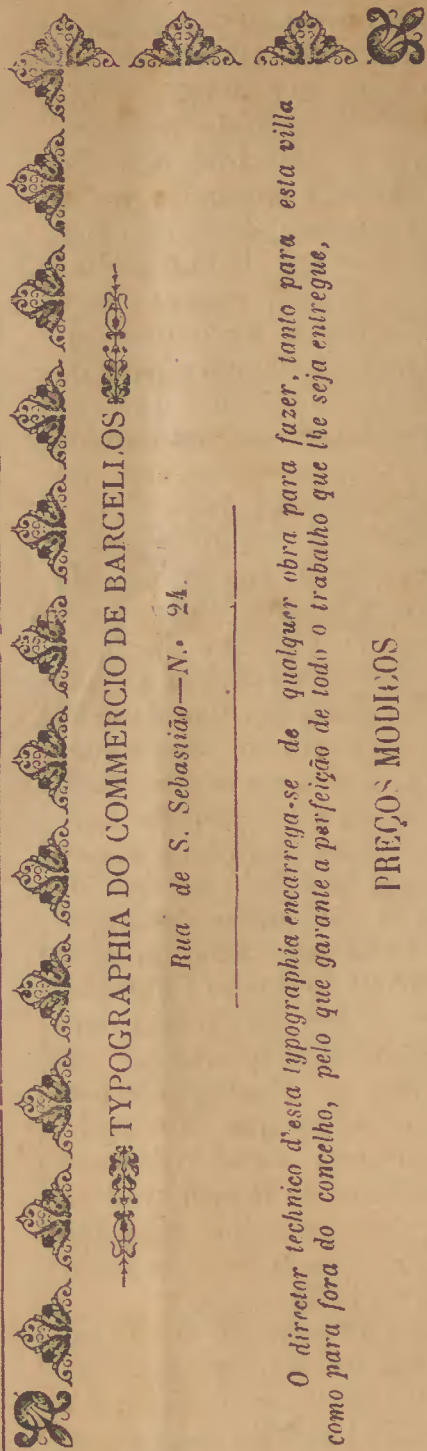 TYPOGRAPHIA DO COMMERCIO DE BARCELLOS
Rua de S. Sebastião—N.º 24.
O director technico d'esta typographia encarrega-se de qualquer obra para fazer, tanto para esta villa
como para fora do concelho, pelo que garante a perfeição de todo o trabalho que lhe seja entregue,
PREÇOS MODICOS